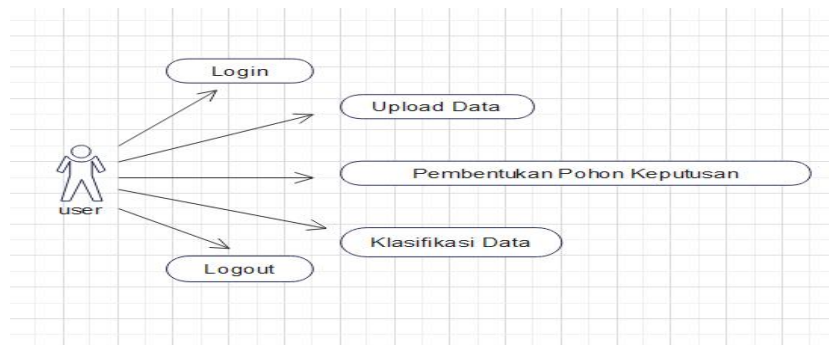 Login
Upload Data
Pembentukan Pohon Keputusan
user
Klasifikasi Data
Logout